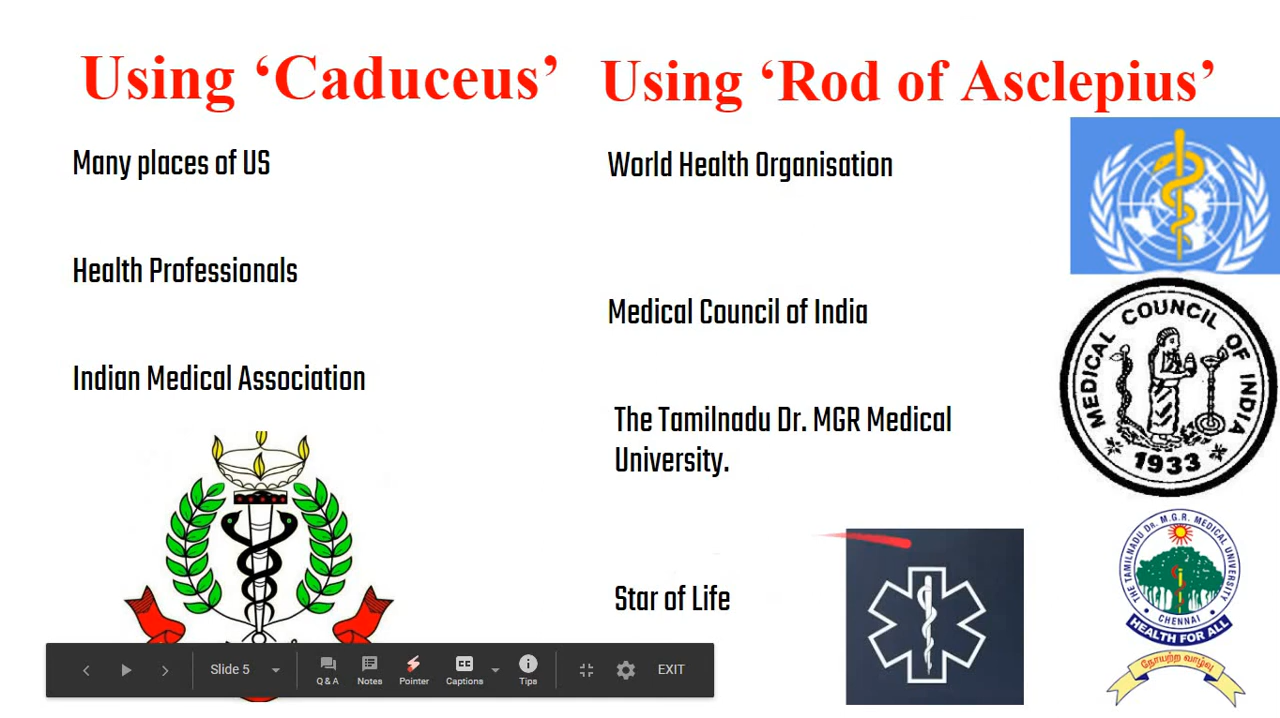 Using ‘Caduceus’
Many places of US
Health Professionals
Indian Medical Association
Using ‘Rod of Asclepius’
World Health Organisation
Medical Council of India
The Tamilnadu Dr. MGR Medical
University.
Star of Life
MEDICAL COUNCIL OF INDIA
1933
THE TAMILNADU Dr. M.G.R. MEDICAL UNIVERSITY
CHENNAI
HEALTH FOR ALL
நோயற்ற வாழ்வு
Slide 5
Q & A
Notes
Pointer
CC
Captions
Tips
EXIT